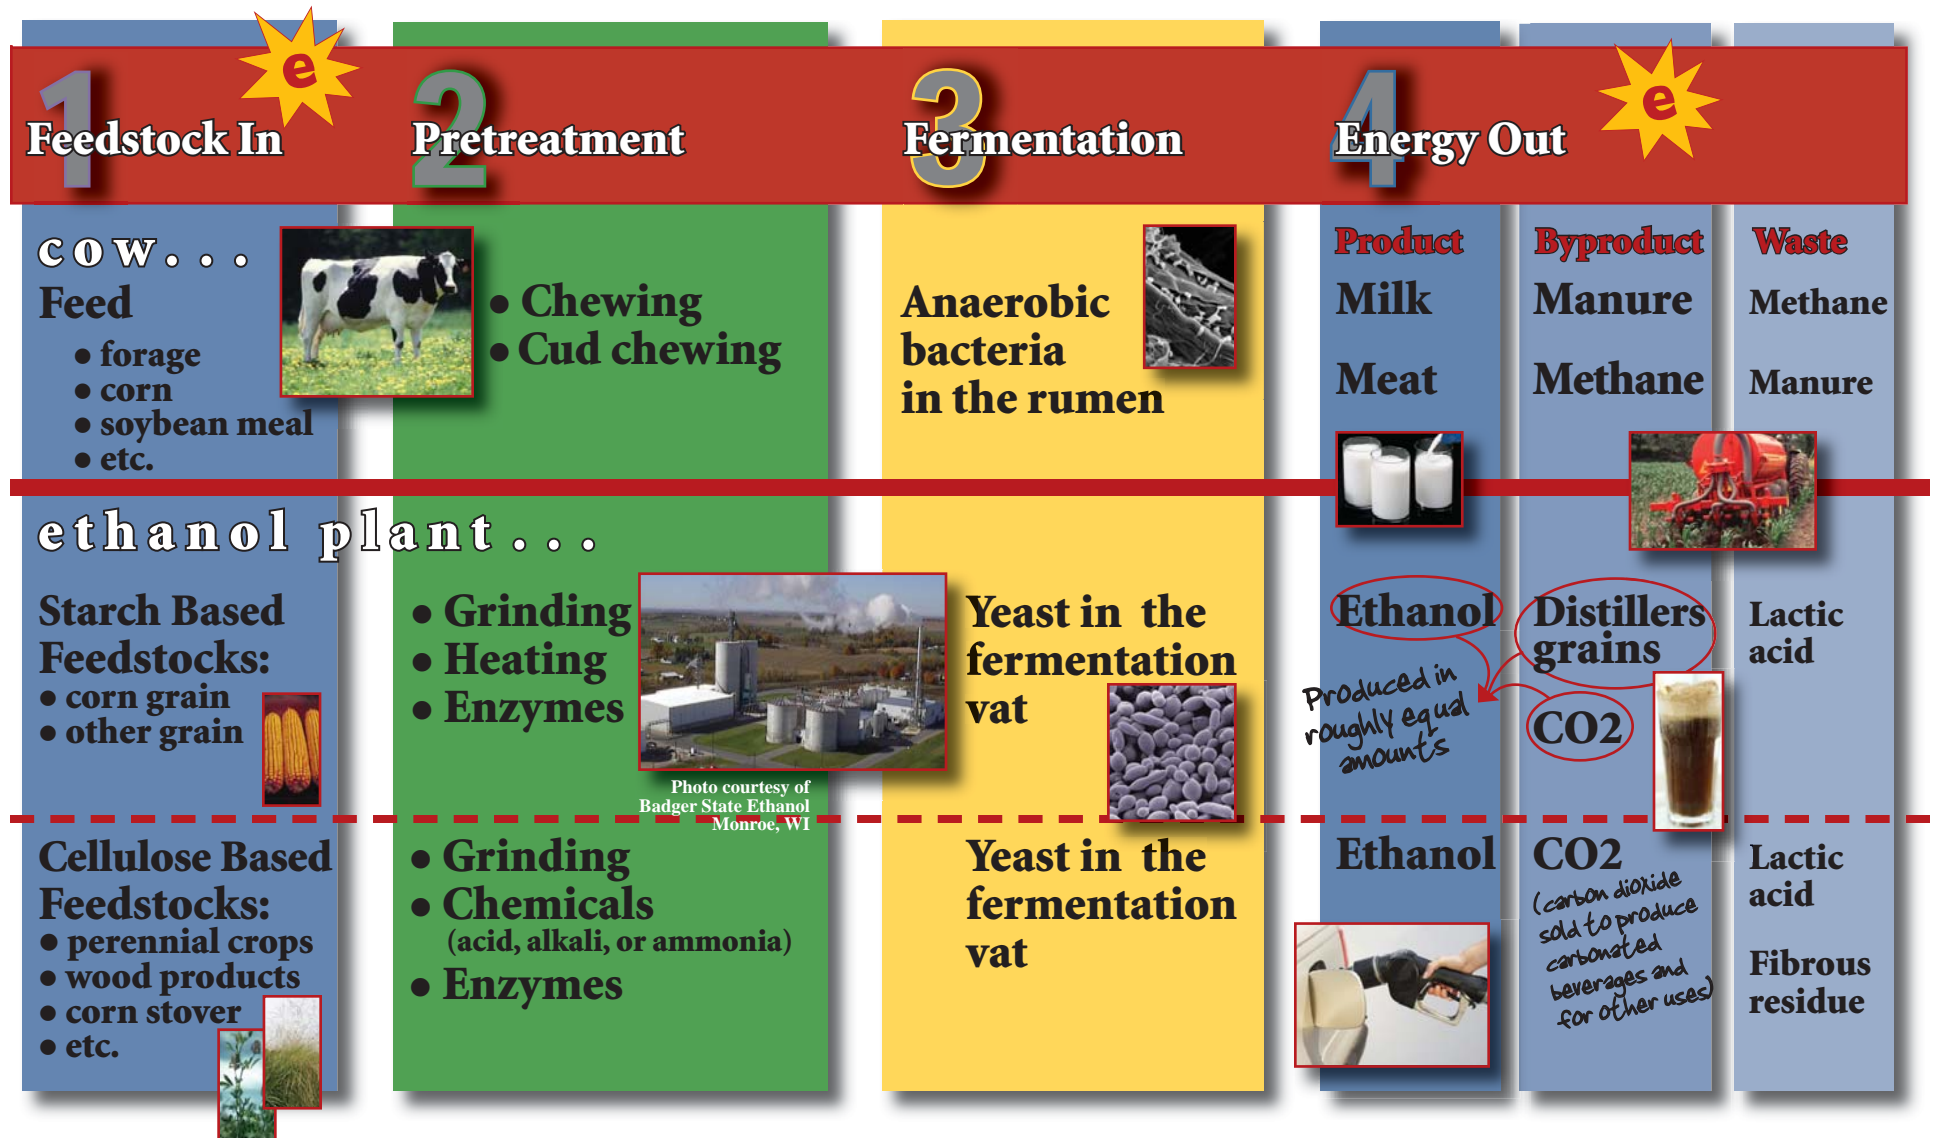 1
e
Feedstock In
2
Pretreatment
3
Fermentation
4
Energy Out
e
cow...
Feed
• forage
• corn
• soybean meal
• etc.
• Chewing
• Cud chewing
Anaerobic
bacteria
in the rumen
Product
Milk
Meat
Byproduct
Manure
Methane
Waste
Methane
Manure
ethanol plant...
Starch Based
Feedstocks:
• corn grain
• other grain
• Grinding
• Heating
• Enzymes
Photo courtesy of
Badger State Ethanol
Monroe, WI
Yeast in the
fermentation
vat
Ethanol
Produced in
roughly equal
amounts
Distillers
grains
CO2
Lactic
acid
Cellulose Based
Feedstocks:
• perennial crops
• wood products
• corn stover
• etc.
• Grinding
• Chemicals
(acid, alkali, or ammonia)
• Enzymes
Yeast in the
fermentation
vat
Ethanol
CO2
(carbon dioxide
sold to produce
carbonated
beverages and
for other uses)
Lactic
acid
Fibrous
residue